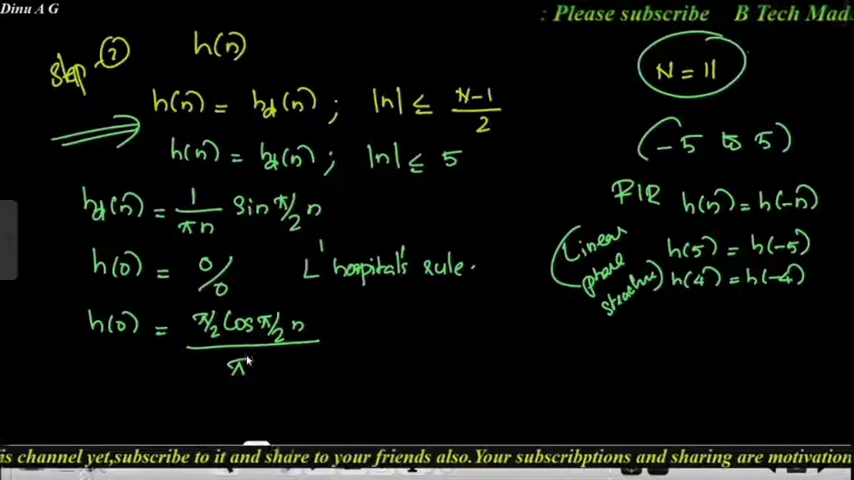 Dinu A G
: Please subscribe B Tech Mad
step - 2 h(n)
h(n) = hd(n) ; |n| ≤ N-1/2
h(n) = hd(n) ; |n| ≤ 5
hd(n) = 1/πn sin π/2 n
h(0) = 0/0 L'hospital's rule.
h(0) = π/2 Cos π/2 n / π
N = 11
(-5 to 5)
FIR h(n) = h(-n)
(Linear phase structure) h(5) = h(-5)
h(4) = h(-4)
is channel yet,subscribe to it and share to your friends also.Your subscribptions and sharing are motivation